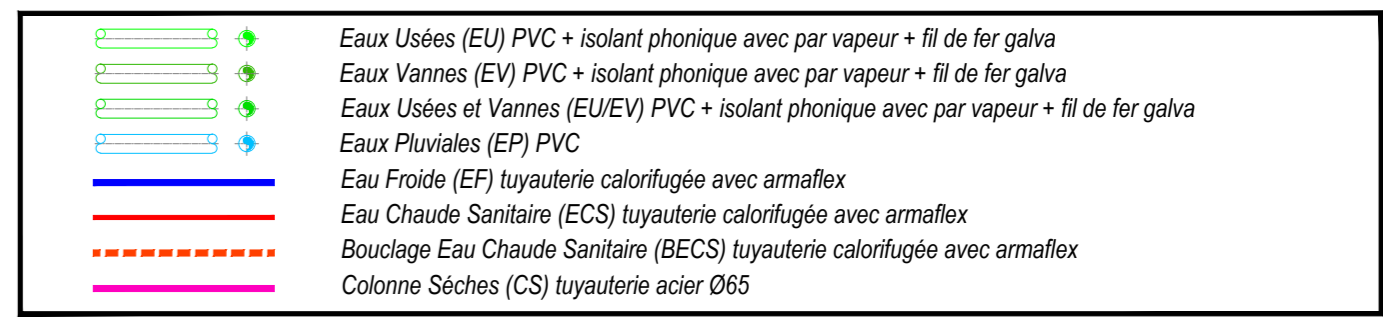 Eaux Usées (EU) PVC + isolant phonique avec par vapeur + fil de fer galva
Eaux Vannes (EV) PVC + isolant phonique avec par vapeur + fil de fer galva
Eaux Usées et Vannes (EU/EV) PVC + isolant phonique avec par vapeur + fil de fer galva
Eaux Pluviales (EP) PVC
Eau Froide (EF) tuyauterie calorifugée avec armaflex
Eau Chaude Sanitaire (ECS) tuyauterie calorifugée avec armaflex
Bouclage Eau Chaude Sanitaire (BECS) tuyauterie calorifugée avec armaflex
Colonne Séches (CS) tuyauterie acier Ø65